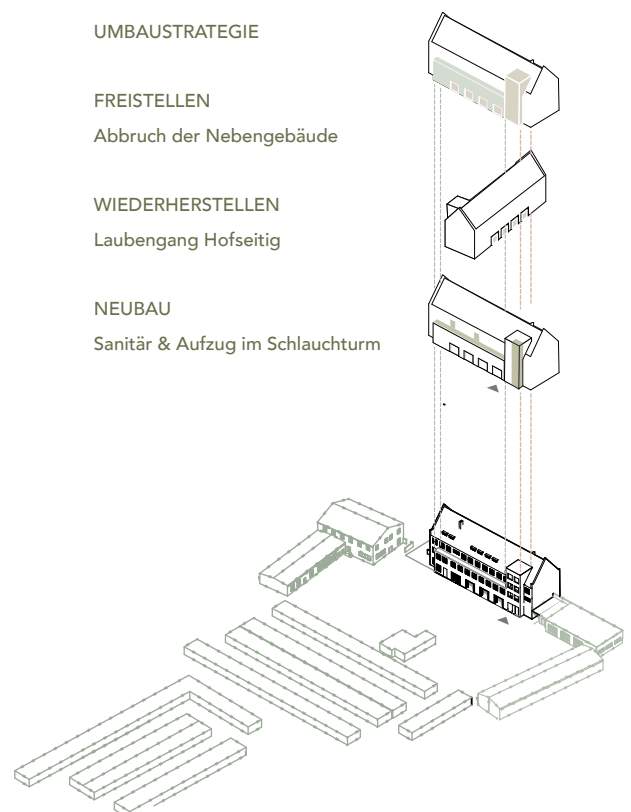 UMBAUSTRATEGIE
FREISTELLEN
Abbruch der Nebengebäude
WIEDERHERSTELLEN
Laubengang Hofseitig
NEUBAU
Sanitär & Aufzug im Schlauchturm